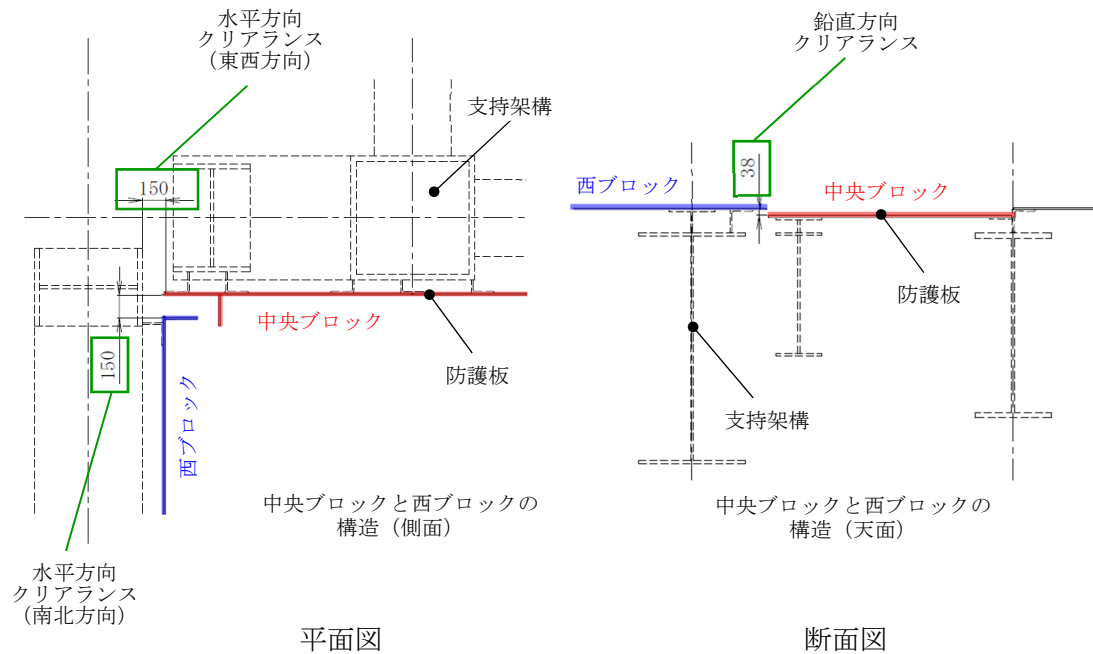 水平方向
クリアランス
（東西方向）
支持架構
150
中央ブロック
防護板
150
西ブロック
中央ブロックと西ブロックの
構造（側面）
水平方向
クリアランス
（南北方向）
平面図
鉛直方向
クリアランス
38
西ブロック
中央ブロック
防護板
支持架構
中央ブロックと西ブロックの
構造（天面）
断面図